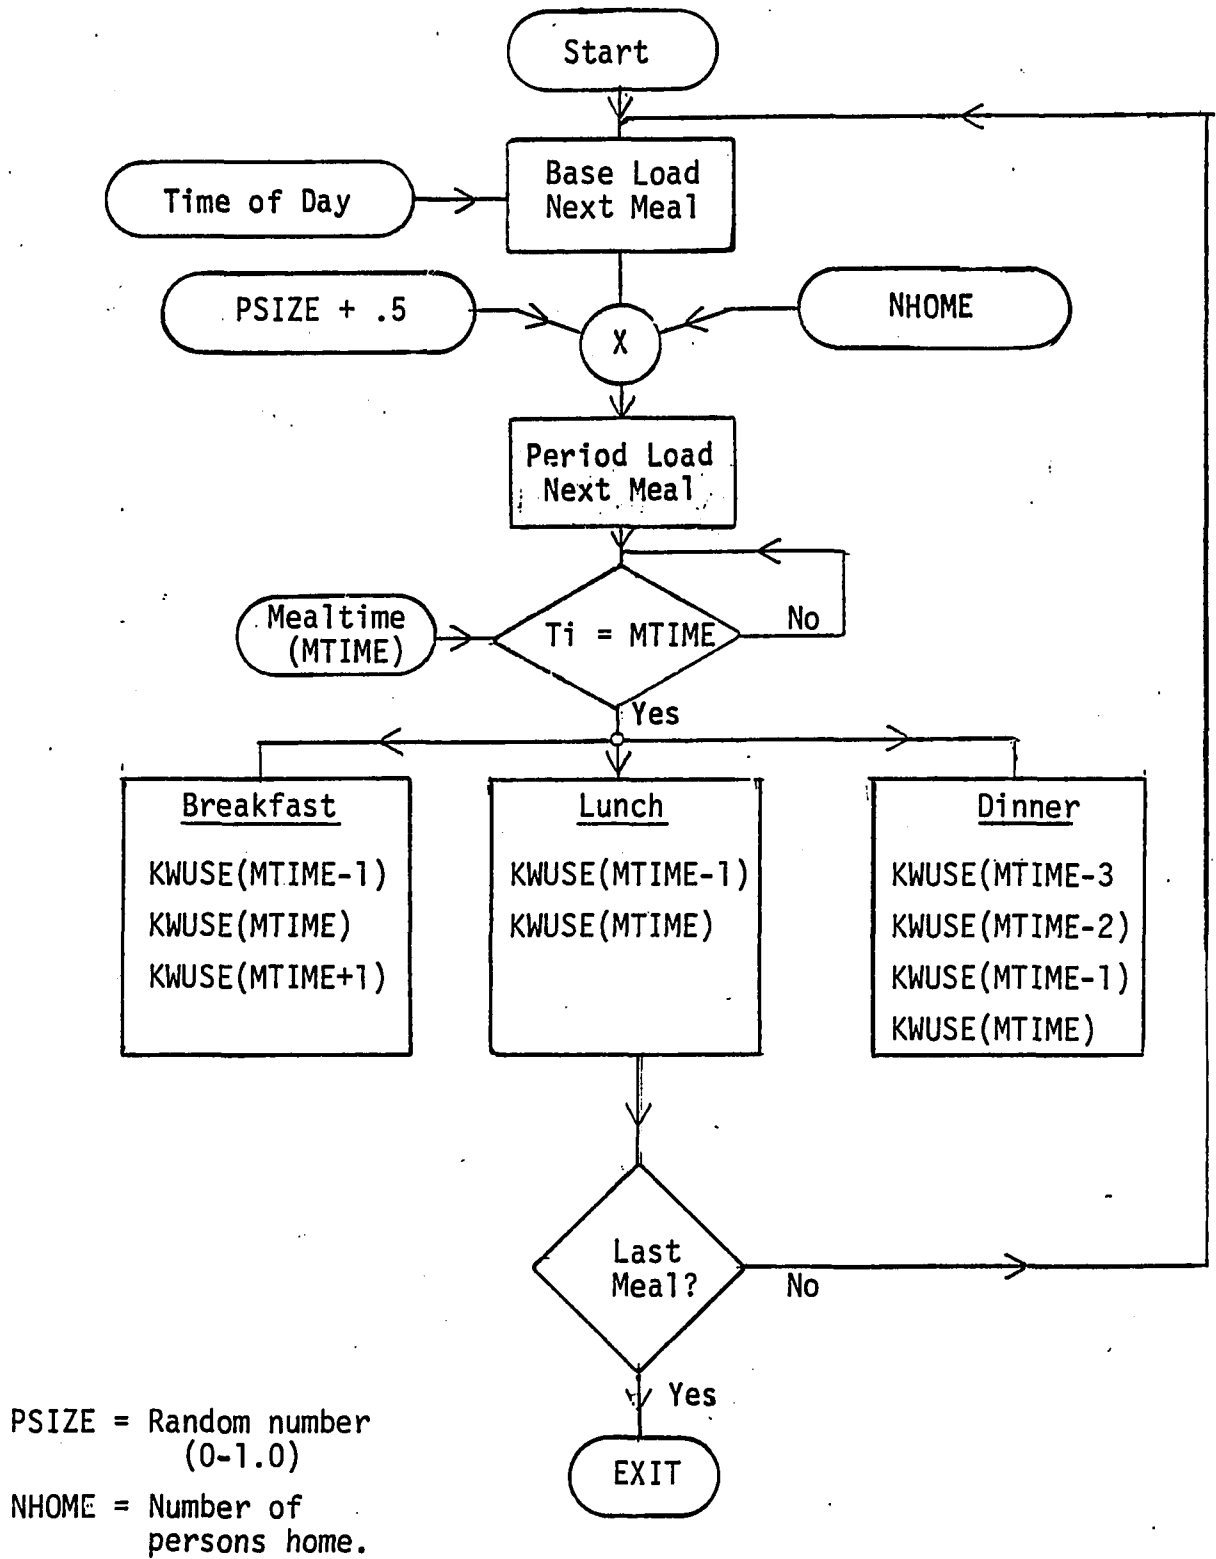 Start
Base Load
Next Meal
Time of Day
PSIZE + .5
NHOME
X
Period Load
Next Meal
Mealtime
(MTIME)
Ti = MTIME
No
Yes
Breakfast
KWUSE(MTIME-1)
KWUSE(MTIME)
KWUSE(MTIME+1)
Lunch
KWUSE(MTIME-1)
KWUSE(MTIME)
Dinner
KWUSE(MTIME-3
KWUSE(MTIME-2)
KWUSE(MTIME-1)
KWUSE(MTIME)
Last
Meal?
No
Yes
EXIT
PSIZE = Random number
(0-1.0)
NHOME = Number of
persons home.